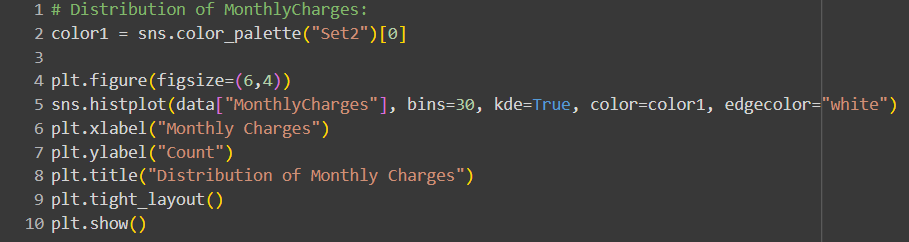 1 # Distribution of MonthlyCharges:
2 color1 = sns.color_palette("Set2")[0]
3
4 plt.figure(figsize=(6,4))
5 sns.histplot(data["MonthlyCharges"], bins=30, kde=True, color=color1, edgecolor="white")
6 plt.xlabel("Monthly Charges")
7 plt.ylabel("Count")
8 plt.title("Distribution of Monthly Charges")
9 plt.tight_layout()
10 plt.show()